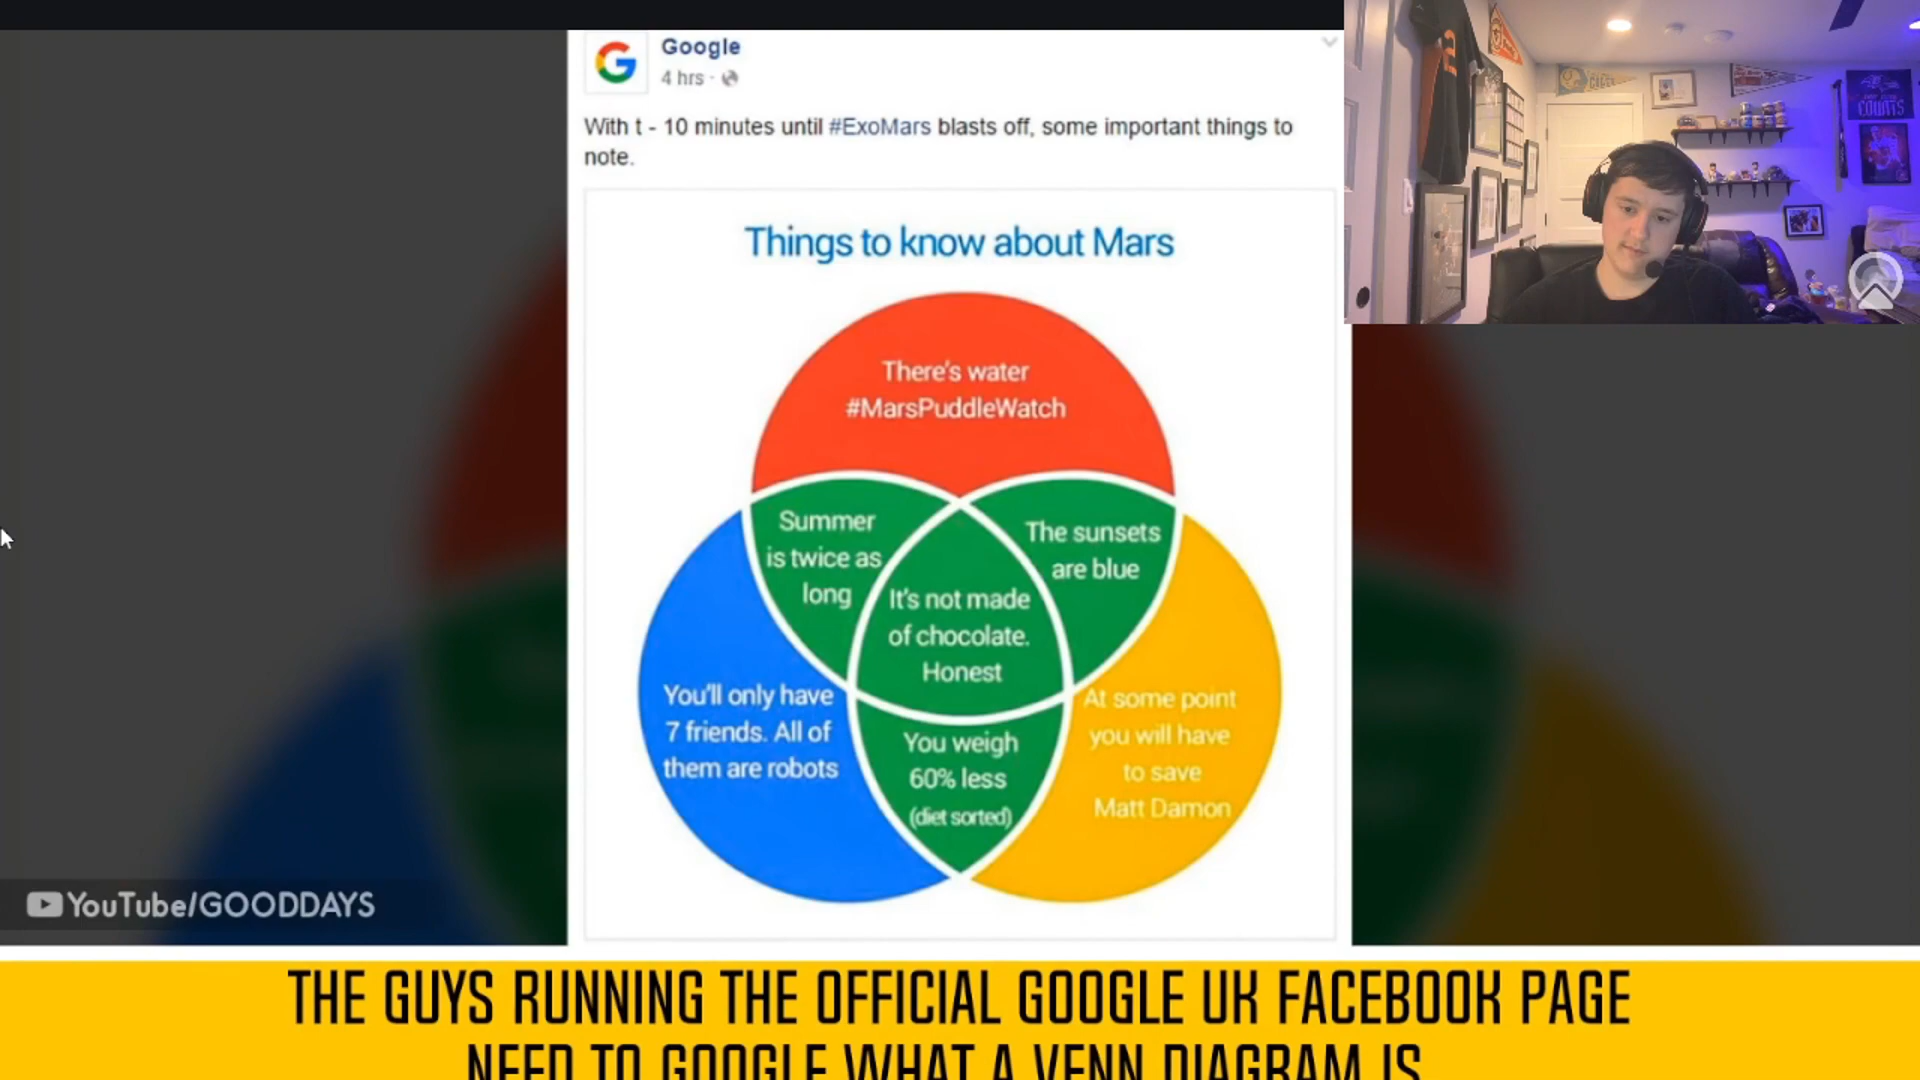 Google
4 hrs ·
With t - 10 minutes until #ExoMars blasts off, some important things to
note.
Things to know about Mars
There's water
#MarsPuddleWatch
Summer
is twice as
long
The sunsets
are blue
It's not made
of chocolate.
Honest
You'll only have
7 friends. All of
them are robots
At some point
you will have
to save
Matt Damon
You weigh
60% less
(diet sorted)
YouTube/GOODDAYS
THE GUYS RUNNING THE OFFICIAL GOOGLE UK FACEBOOK PAGE
NEED TO GOOGLE WHAT A VENN DIAGRAM IS